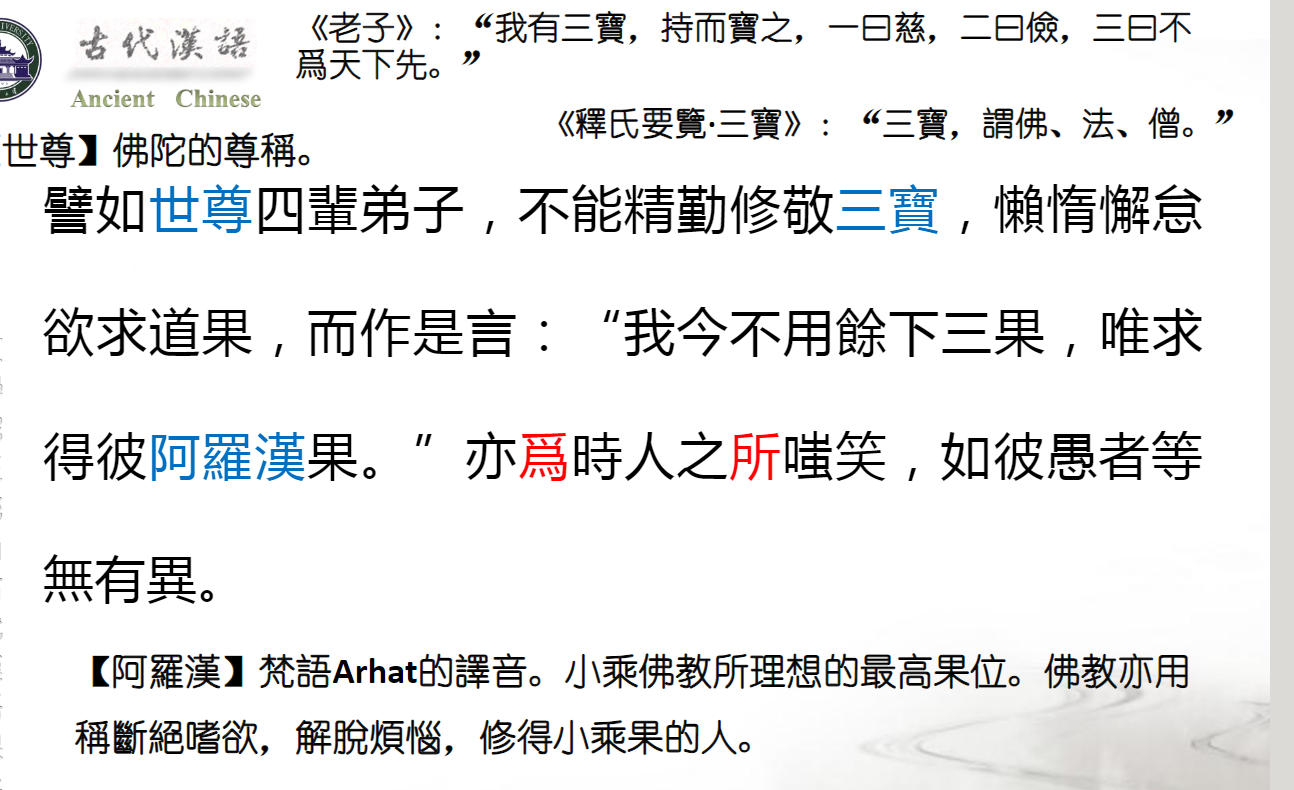 古代漢語
Ancient Chinese
《老子》：“我有三寶，持而寶之，一曰慈，二曰儉，三曰不
爲天下先。”
《釋氏要覽·三寶》：“三寶，謂佛、法、僧。”
世尊】佛陀的尊稱。
譬如世尊四輩弟子，不能精勤修敬三寶，懶惰懈怠
欲求道果，而作是言：“我今不用餘下三果，唯求
得彼阿羅漢果。”亦爲時人之所嗤笑，如彼愚者等
無有異。
【阿羅漢】梵語Arhat的譯音。小乘佛教所理想的最高果位。佛教亦用
稱斷絕嗜欲，解脫煩惱，修得小乘果的人。